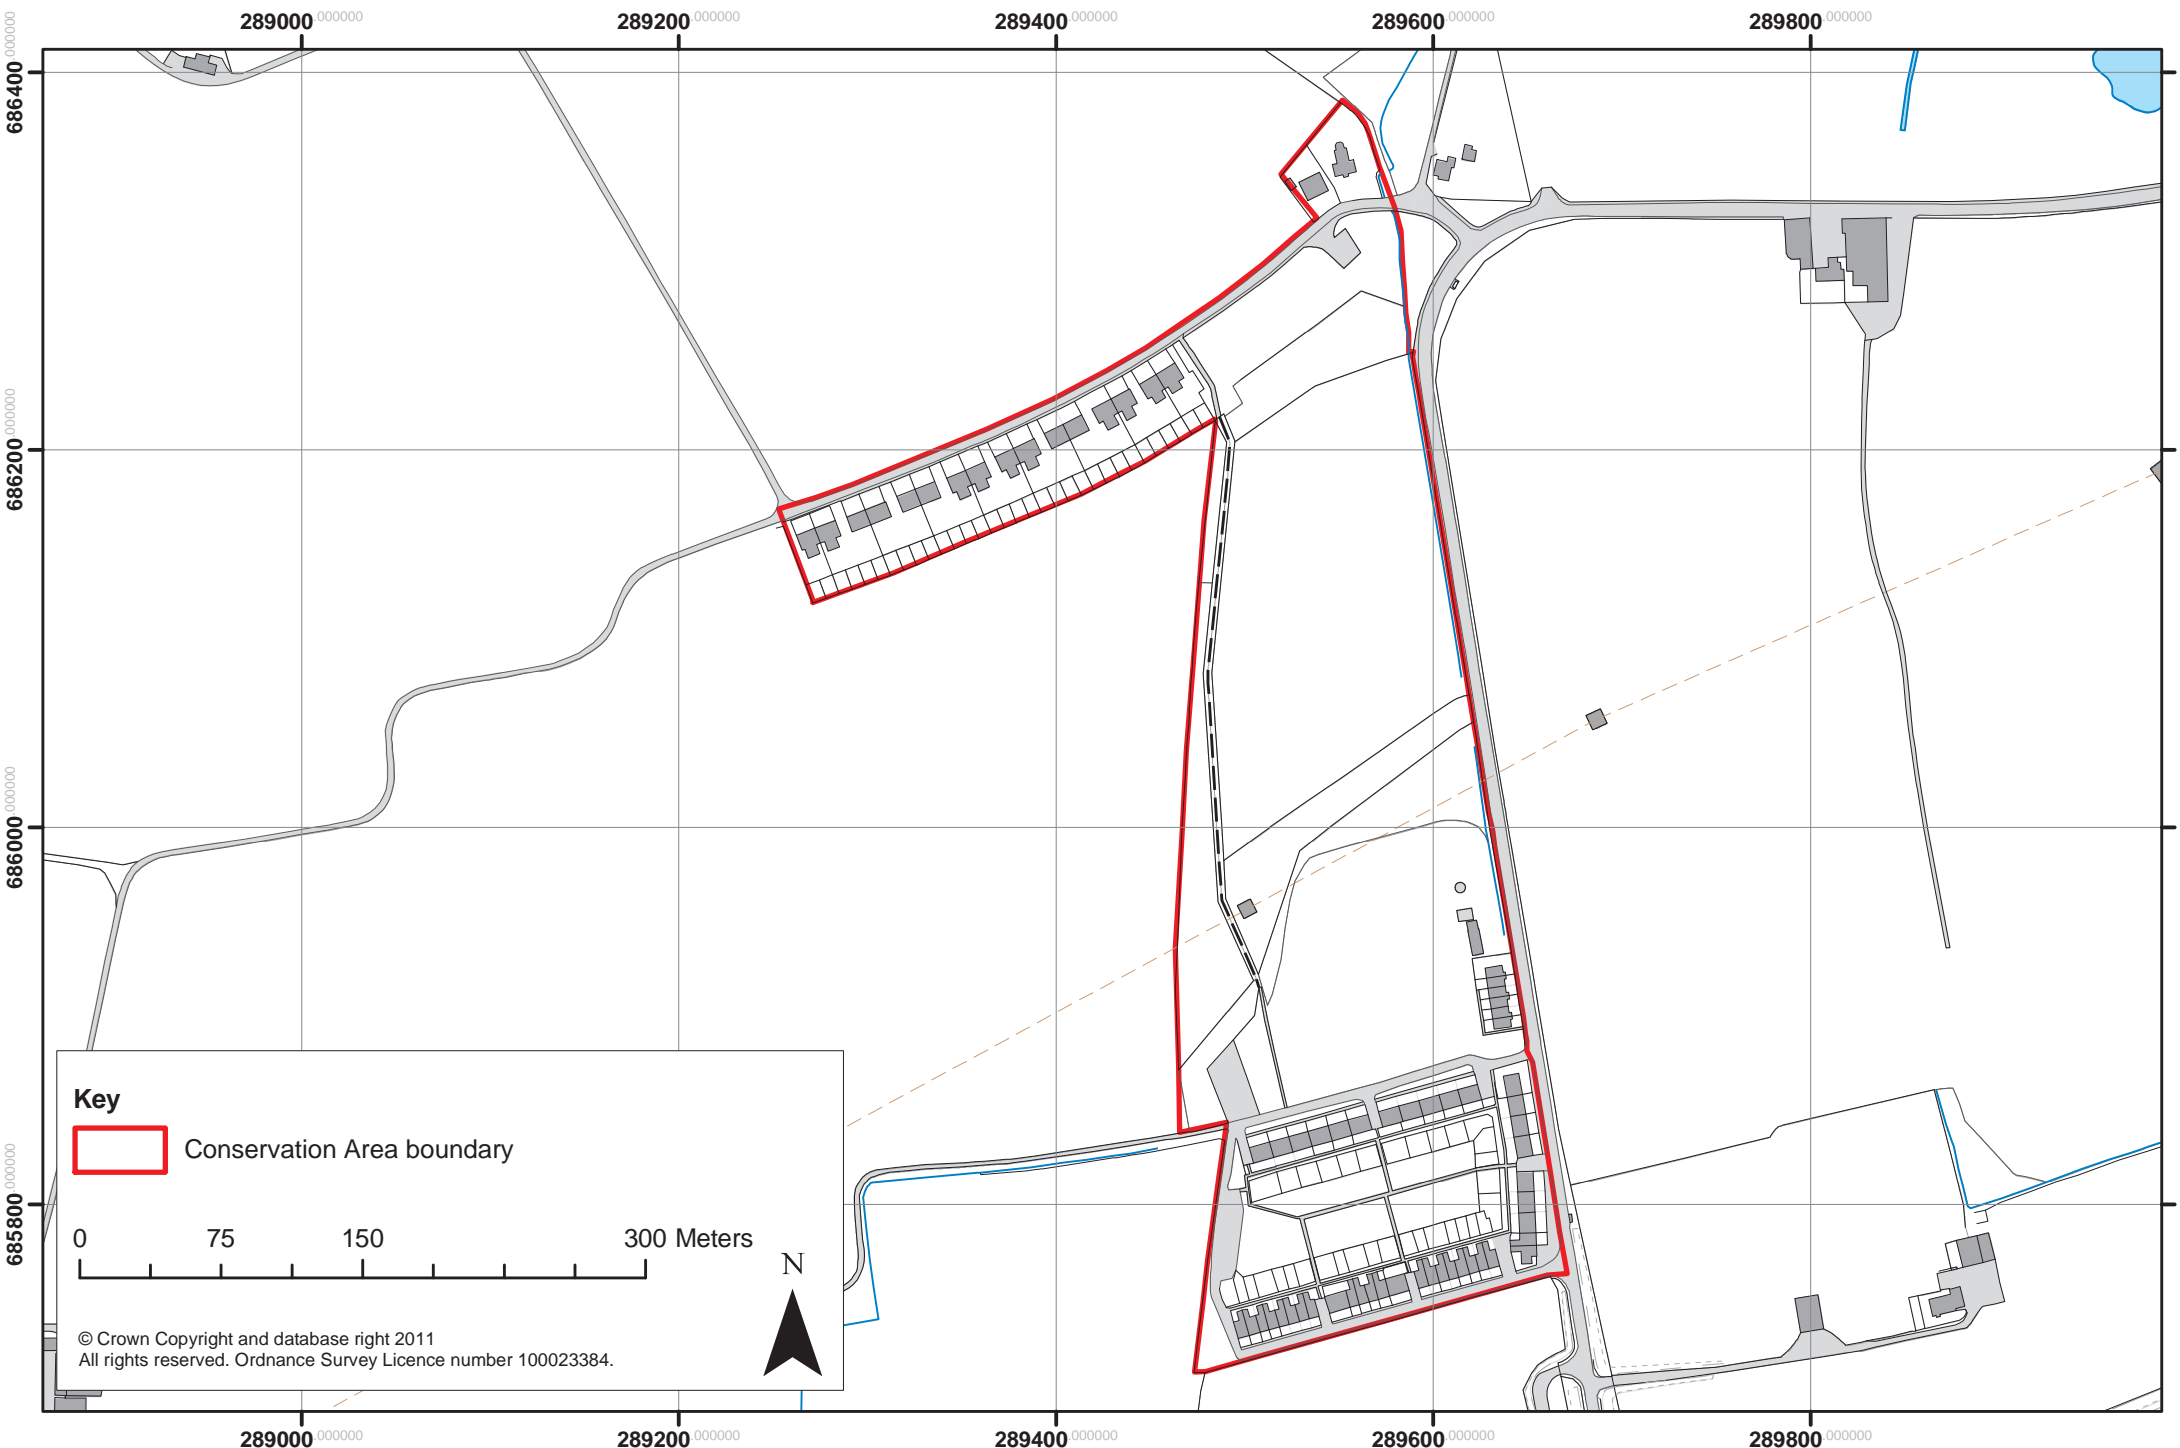 289000.000000 289200.000000 289400.000000 289600.000000 289800.000000
686400.000000
686200.000000
686000.000000
685800.000000
Key
Conservation Area boundary
0 75 150 300 Meters
N
© Crown Copyright and database right 2011
All rights reserved. Ordnance Survey Licence number 100023384.
289000.000000 289200.000000 289400.000000 289600.000000 289800.000000